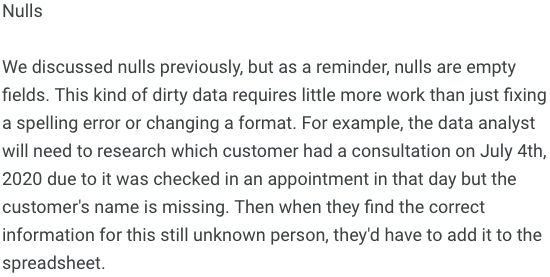 Nulls
We discussed nulls previously, but as a reminder, nulls are empty
fields. This kind of dirty data requires little more work than just fixing
a spelling error or changing a format. For example, the data analyst
will need to research which customer had a consultation on July 4th,
2020 due to it was checked in an appointment in that day but the
customer's name is missing. Then when they find the correct
information for this still unknown person, they'd have to add it to the
spreadsheet.